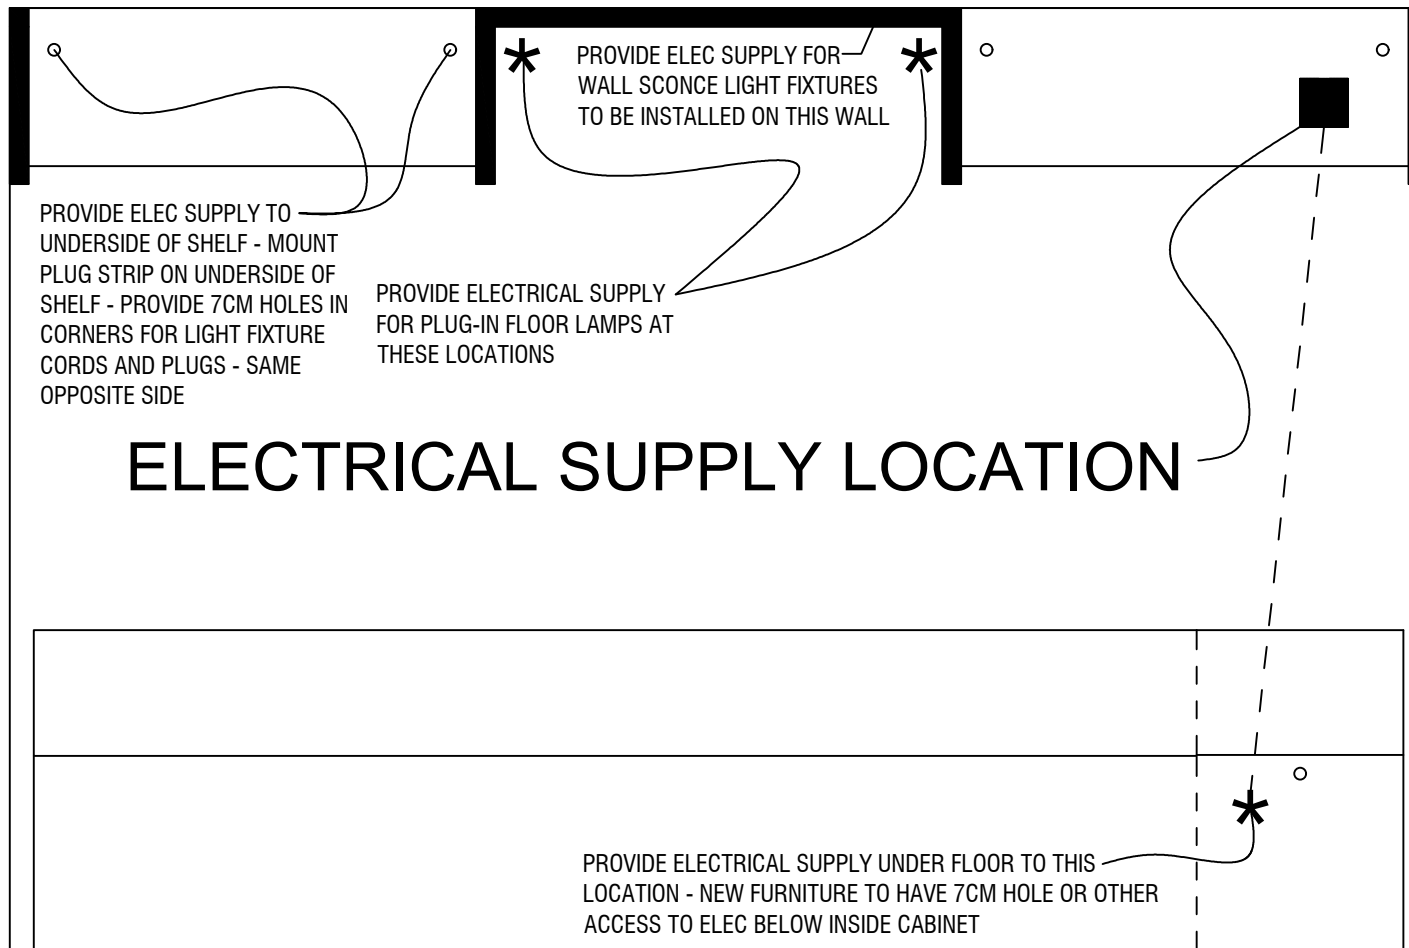 PROVIDE ELEC SUPPLY FOR
WALL SCONCE LIGHT FIXTURES
TO BE INSTALLED ON THIS WALL
PROVIDE ELEC SUPPLY TO
UNDERSIDE OF SHELF - MOUNT
PLUG STRIP ON UNDERSIDE OF
SHELF - PROVIDE 7CM HOLES IN
CORNERS FOR LIGHT FIXTURE
CORDS AND PLUGS - SAME
OPPOSITE SIDE
PROVIDE ELECTRICAL SUPPLY
FOR PLUG-IN FLOOR LAMPS AT
THESE LOCATIONS
ELECTRICAL SUPPLY LOCATION
PROVIDE ELECTRICAL SUPPLY UNDER FLOOR TO THIS
LOCATION - NEW FURNITURE TO HAVE 7CM HOLE OR OTHER
ACCESS TO ELEC BELOW INSIDE CABINET